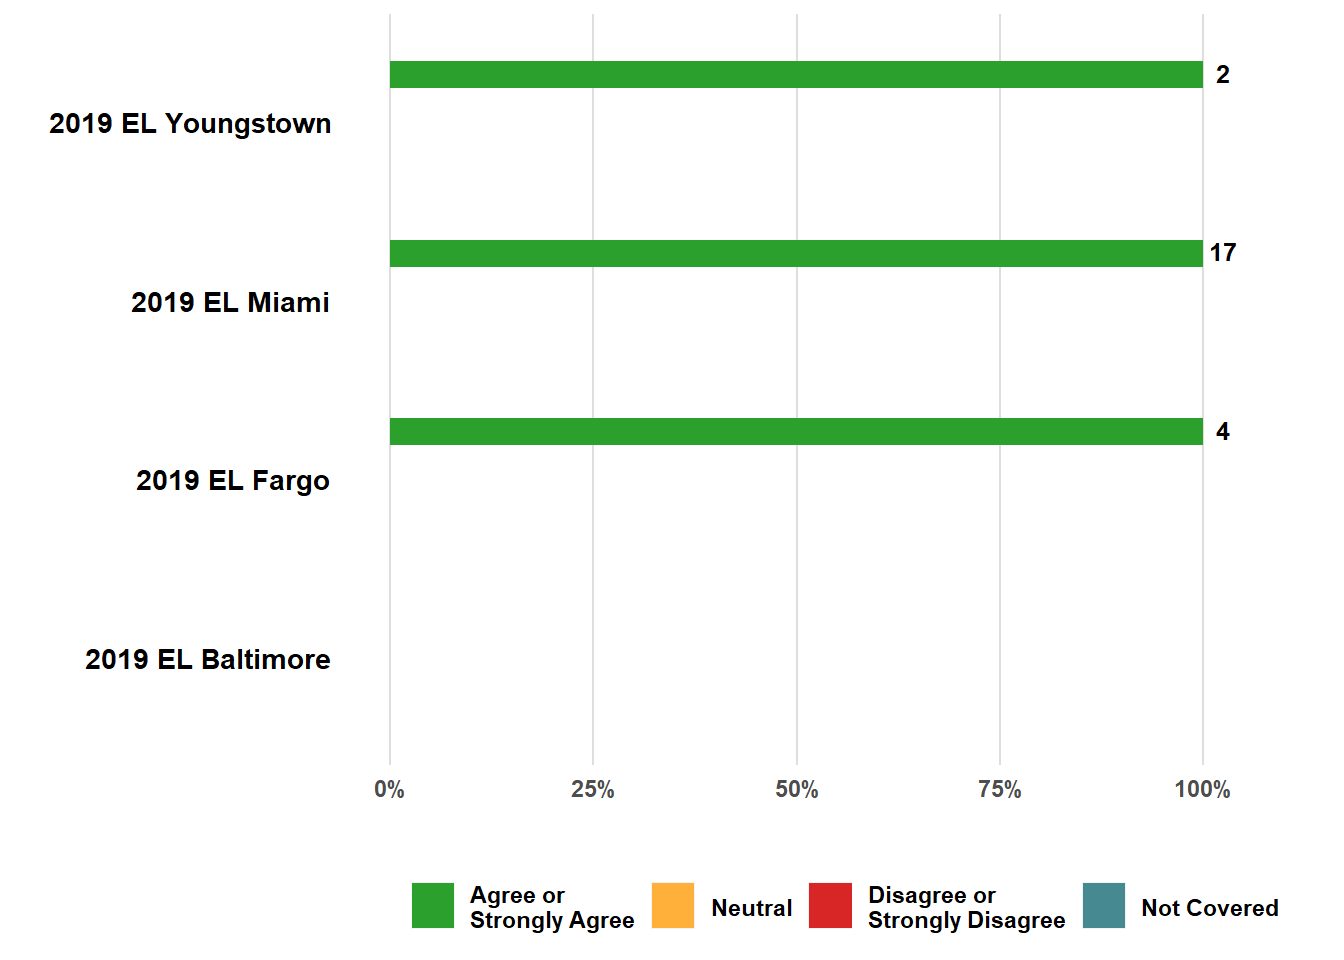 2
2019 EL Youngstown
17
2019 EL Miami
4
2019 EL Fargo
2019 EL Baltimore
0% 25% 50% 75% 100%
Agree or
Strongly Agree
Neutral
Disagree or
Strongly Disagree
Not Covered